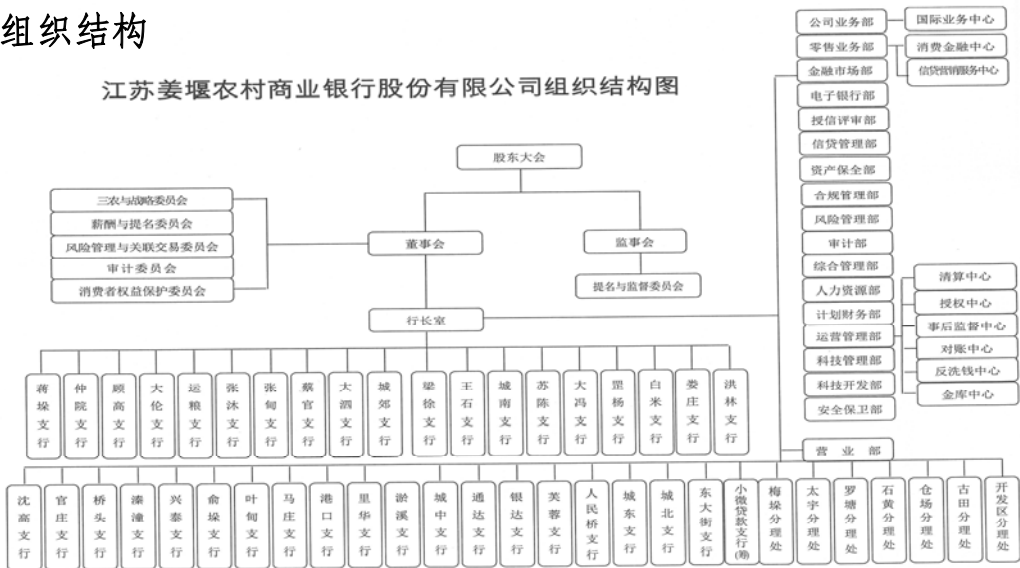 组织结构
江苏姜堰农村商业银行股份有限公司组织结构图
股东大会
董事会
监事会
提名与监督委员会
三农与战略委员会
薪酬与提名委员会
风险管理与关联交易委员会
审计委员会
消费者权益保护委员会
行长室
公司业务部
国际业务中心
零售业务部
消费金融中心
信贷营销服务中心
金融市场部
电子银行部
授信评审部
信贷管理部
资产保全部
合规管理部
风险管理部
审计部
综合管理部
人力资源部
计划财务部
运营管理部
清算中心
授权中心
事后监督中心
对账中心
反洗钱中心
金库中心
科技管理部
科技开发部
安全保卫部
营业部
蒋垛支行
仲院支行
顾高支行
大伦支行
运粮支行
张沐支行
张甸支行
蔡官支行
大泗支行
城郊支行
梁徐支行
王石支行
城南支行
苏陈支行
大冯支行
罡杨支行
白米支行
娄庄支行
洪林支行
沈高支行
官庄支行
桥头支行
溱潼支行
兴泰支行
俞垛支行
叶甸支行
马庄支行
港口支行
里华支行
淤溪支行
城中支行
通达支行
银达支行
芙蓉支行
人民桥支行
城东支行
城北支行
东大街支行
小微贷款支行(筹)
梅垛分理处
太宇分理处
罗塘分理处
石黄分理处
仓场分理处
古田分理处
开发区分理处